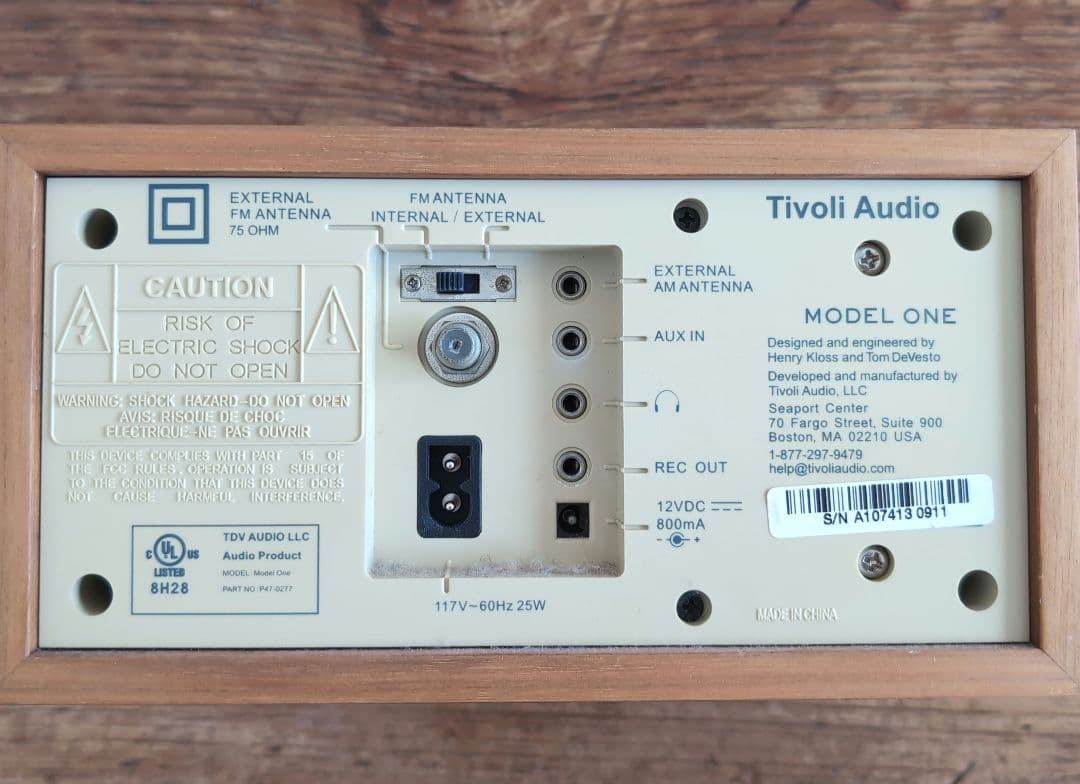 EXTERNAL
FM ANTENNA
75 OHM
FM ANTENNA
INTERNAL / EXTERNAL
Tivoli Audio
CAUTION
RISK OF
ELECTRIC SHOCK
DO NOT OPEN
WARNING: SHOCK HAZARD-DO NOT OPEN
AVIS: RISQUE DE CHOC
ELECTRIQUE-NE PAS OUVRIR
THIS DEVICE COMPLIES WITH PART 15 OF
THE FCC RULES. OPERATION IS SUBJECT
TO THE CONDITION THAT THIS DEVICE DOES
NOT CAUSE HARMFUL INTERFERENCE.
C UL US
LISTED
8H28
TDV AUDIO LLC
Audio Product
MODEL Model One
PART NO P47-0277
EXTERNAL
AM ANTENNA
AUX IN
REC OUT
12VDC
800mA
- +
117V~60Hz 25W
MODEL ONE
Designed and engineered by
Henry Kloss and Tom DeVesto
Developed and manufactured by
Tivoli Audio, LLC
Seaport Center
70 Fargo Street, Suite 900
Boston, MA 02210 USA
1-877-297-9479
help@tivoliaudio.com
S/N A107413 0911
MADE IN CHINA